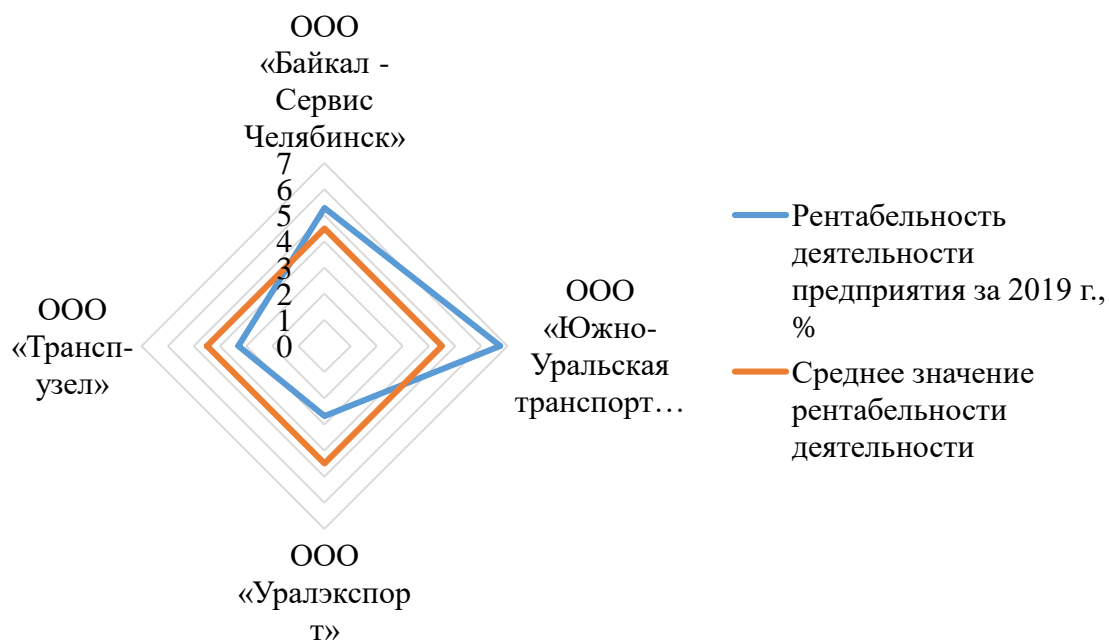 ООО
«Байкал -
Сервис
Челябинск»
7
6
5
4
3
2
1
0
ООО
«Южно-
Уральская
транспорт…
ООО
«Уралэкспор
т»
ООО
«Трансп-
узел»
Рентабельность
деятельности
предприятия за 2019 г.,
%
Среднее значение
рентабельности
деятельности